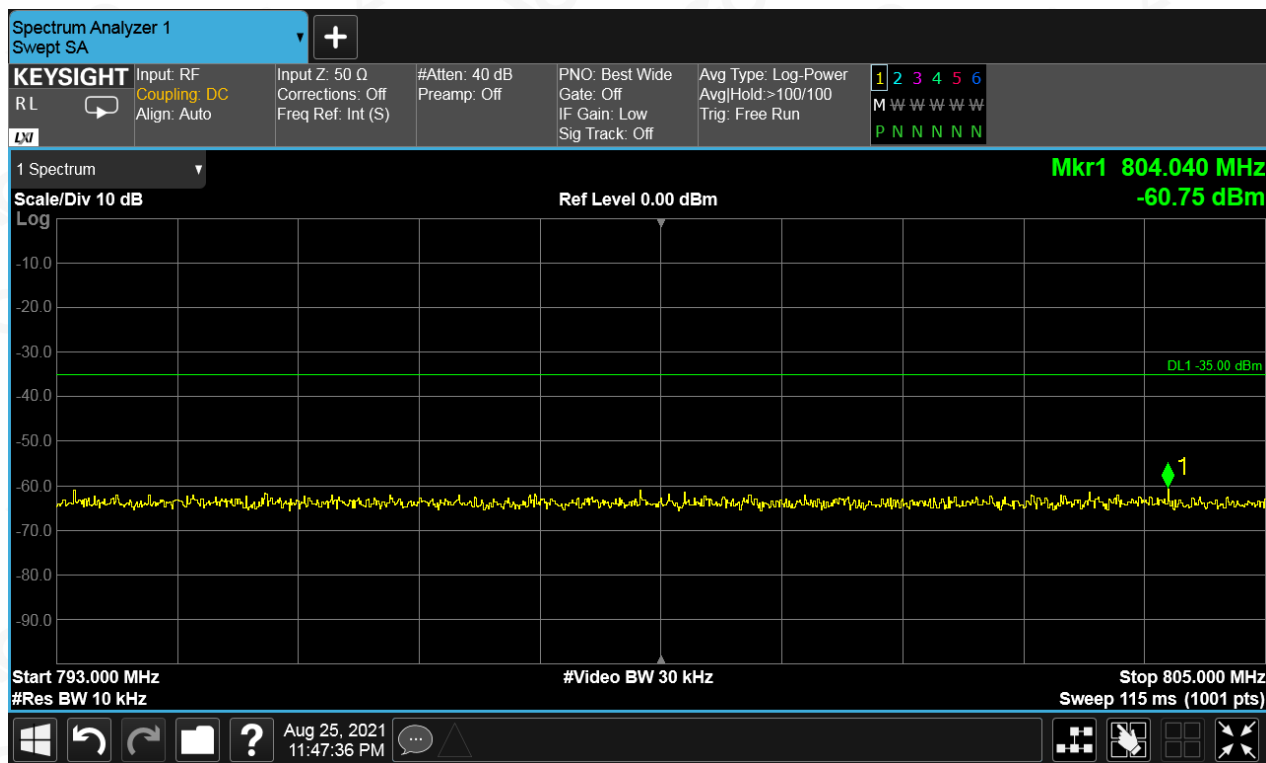 Spectrum Analyzer 1
Swept SA
KEYSIGHT
R L
LXI
Input: RF
Coupling: DC
Align: Auto
Input Z: 50 Ω
Corrections: Off
Freq Ref: Int (S)
#Atten: 40 dB
Preamp: Off
PNO: Best Wide
Gate: Off
IF Gain: Low
Sig Track: Off
Avg Type: Log-Power
Avg|Hold:>100/100
Trig: Free Run
1 2 3 4 5 6
M W W W W W
P N N N N N
1 Spectrum
Mkr1 804.040 MHz
-60.75 dBm
Scale/Div 10 dB
Ref Level 0.00 dBm
Log
-10.0
-20.0
-30.0
DL1 -35.00 dBm
-40.0
-50.0
1
-60.0
-70.0
-80.0
-90.0
Start 793.000 MHz
#Video BW 30 kHz
Stop 805.000 MHz
#Res BW 10 kHz
Sweep 115 ms (1001 pts)
?
Aug 25, 2021
11:47:36 PM